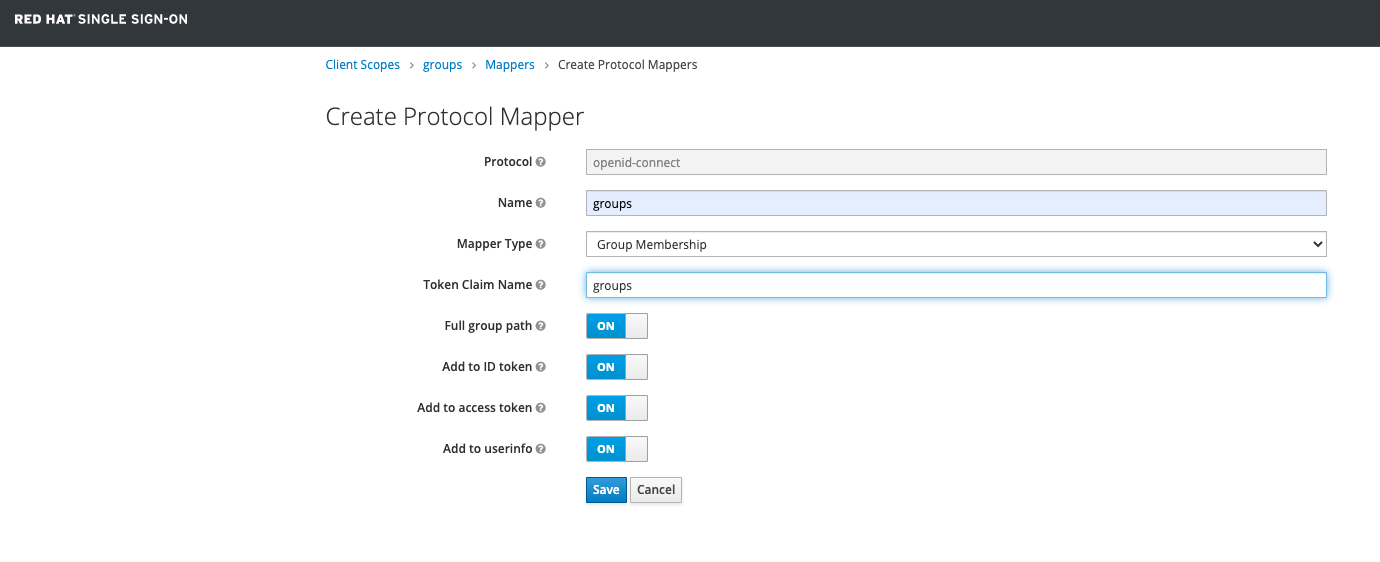 RED HAT® SINGLE SIGN-ON
Client Scopes > groups > Mappers > Create Protocol Mappers
Create Protocol Mapper
Protocol openid-connect
Name groups
Mapper Type Group Membership
Token Claim Name groups
Full group path ON
Add to ID token ON
Add to access token ON
Add to userinfo ON
Save Cancel